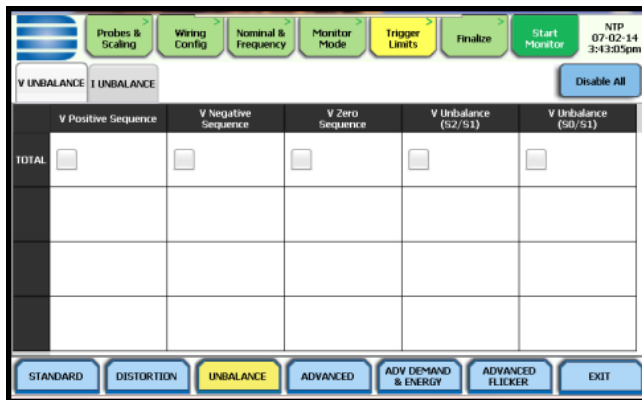 Probes & Scaling > Wiring Config > Nominal & Frequency > Monitor Mode > Trigger Limits > Finalize > Start Monitor NTP
07-02-14
3:43:05pm
V UNBALANCE I UNBALANCE Disable All
V Positive Sequence V Negative Sequence V Zero Sequence V Unbalance (S2/S1) V Unbalance (S0/S1)
TOTAL
STANDARD DISTORTION UNBALANCE ADVANCED ADV DEMAND & ENERGY ADVANCED FLICKER EXIT